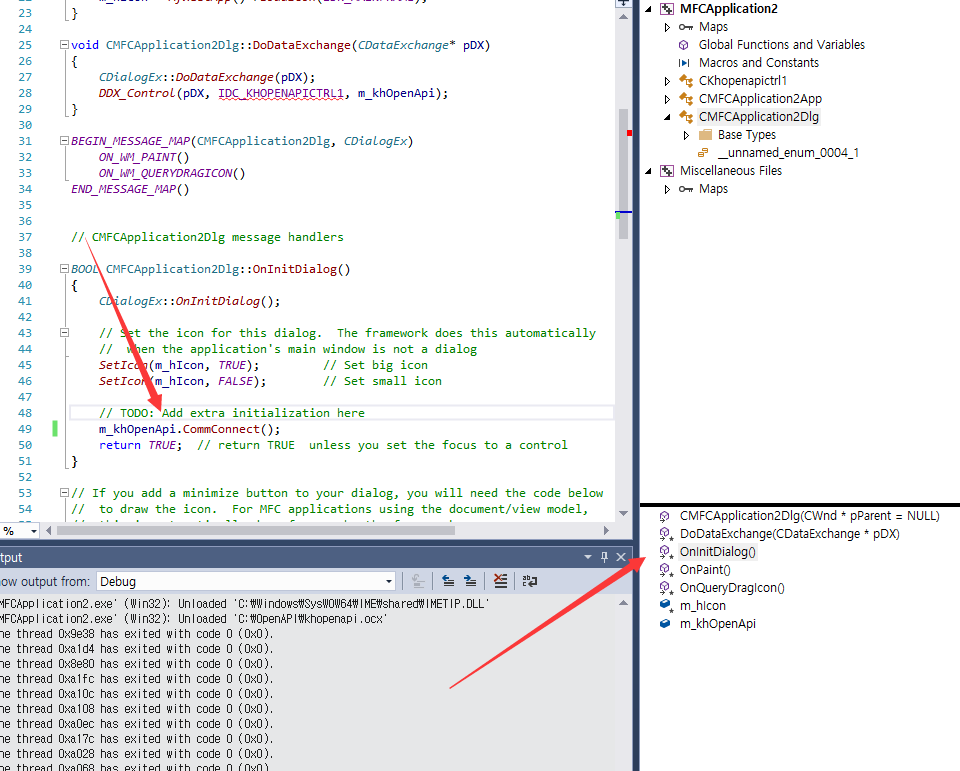 23 }
24
25 void CMFCApplication2Dlg::DoDataExchange(CDataExchange* pDX)
26 {
27 CDialogEx::DoDataExchange(pDX);
28 DDX_Control(pDX, IDC_KHOPENAPICTRL1, m_khOpenApi);
29 }
30
31 BEGIN_MESSAGE_MAP(CMFCApplication2Dlg, CDialogEx)
32 ON_WM_PAINT()
33 ON_WM_QUERYDRAGICON()
34 END_MESSAGE_MAP()
35
36
37 // CMFCApplication2Dlg message handlers
38
39 BOOL CMFCApplication2Dlg::OnInitDialog()
40 {
41 CDialogEx::OnInitDialog();
42
43 // Set the icon for this dialog.  The framework does this automatically
44 //  when the application's main window is not a dialog
45 SetIcon(m_hIcon, TRUE); // Set big icon
46 SetIcon(m_hIcon, FALSE); // Set small icon
47
48 // TODO: Add extra initialization here
49 m_khOpenApi.CommConnect();
50 return TRUE;  // return TRUE  unless you set the focus to a control
51 }
52
53 // If you add a minimize button to your dialog, you will need the code below
54 //  to draw the icon.  For MFC applications using the document/view model,
%
tput
ow output from: Debug
MFCApplication2.exe' (Win32): Unloaded 'C:\Windows\SysWOW64\IME\shared\IMETIP.DLL'
MFCApplication2.exe' (Win32): Unloaded 'C:\OpenAPI\khopenapi.ocx'
he thread 0x9e38 has exited with code 0 (0x0).
he thread 0xa1d4 has exited with code 0 (0x0).
he thread 0x8e80 has exited with code 0 (0x0).
he thread 0xa1fc has exited with code 0 (0x0).
he thread 0xa10c has exited with code 0 (0x0).
he thread 0xa108 has exited with code 0 (0x0).
he thread 0xa0ec has exited with code 0 (0x0).
he thread 0xa17c has exited with code 0 (0x0).
he thread 0xa028 has exited with code 0 (0x0).
he thread 0xa068 has exited with code 0 (0x0).
MFCApplication2
Maps
Global Functions and Variables
Macros and Constants
CKhopenapictrl1
CMFCApplication2App
CMFCApplication2Dlg
Base Types
__unnamed_enum_0004_1
Miscellaneous Files
Maps
CMFCApplication2Dlg(CWnd * pParent = NULL)
DoDataExchange(CDataExchange * pDX)
OnInitDialog()
OnPaint()
OnQueryDragIcon()
m_hIcon
m_khOpenApi